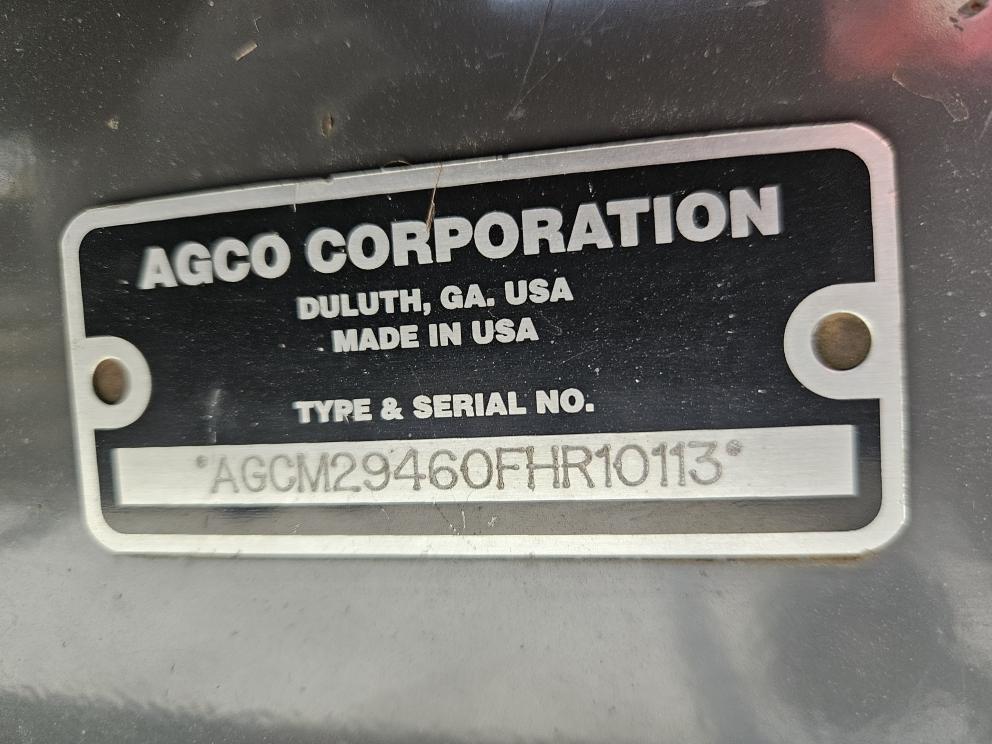 AGCO CORPORATION
DULUTH, GA. USA
MADE IN USA
TYPE & SERIAL NO.
*AGCM29460FHR10113*